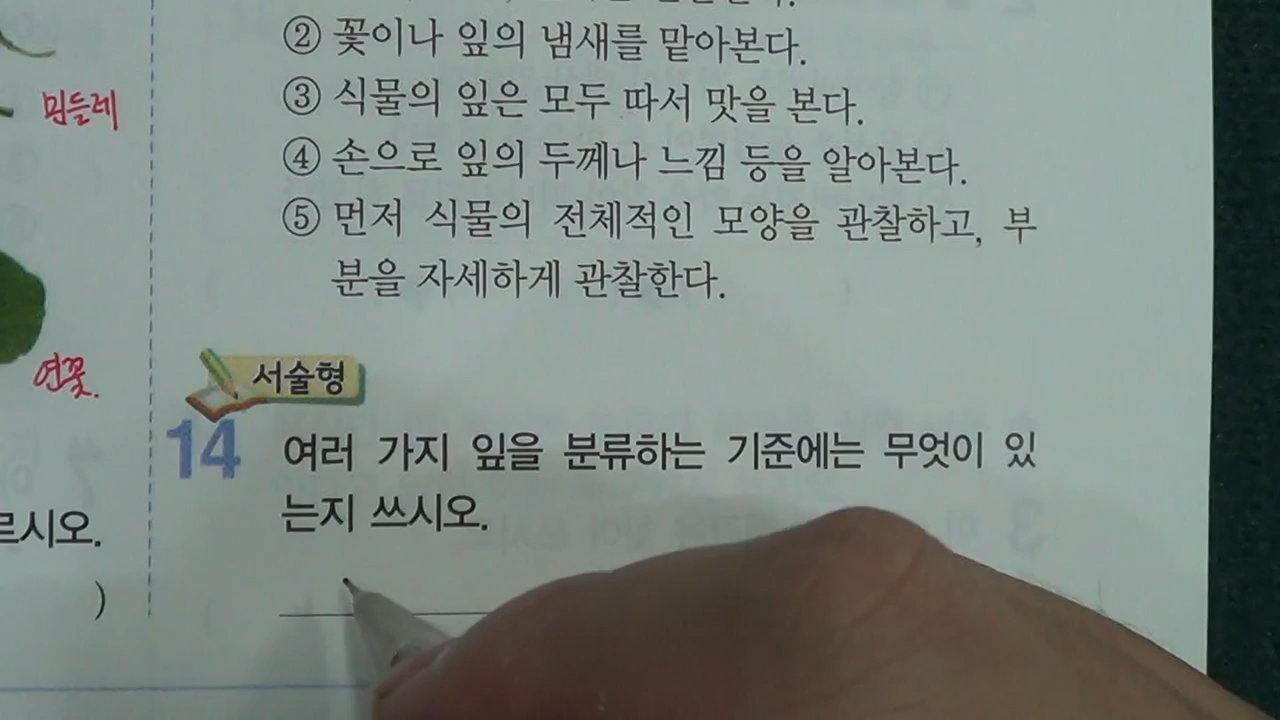 ② 꽃이나 잎의 냄새를 맡아본다.
③ 식물의 잎은 모두 따서 맛을 본다.
④ 손으로 잎의 두께나 느낌 등을 알아본다.
⑤ 먼저 식물의 전체적인 모양을 관찰하고, 부
분을 자세하게 관찰한다.
민들레
연꽃.
르시오.
)
서술형
14 여러 가지 잎을 분류하는 기준에는 무엇이 있
는지 쓰시오.